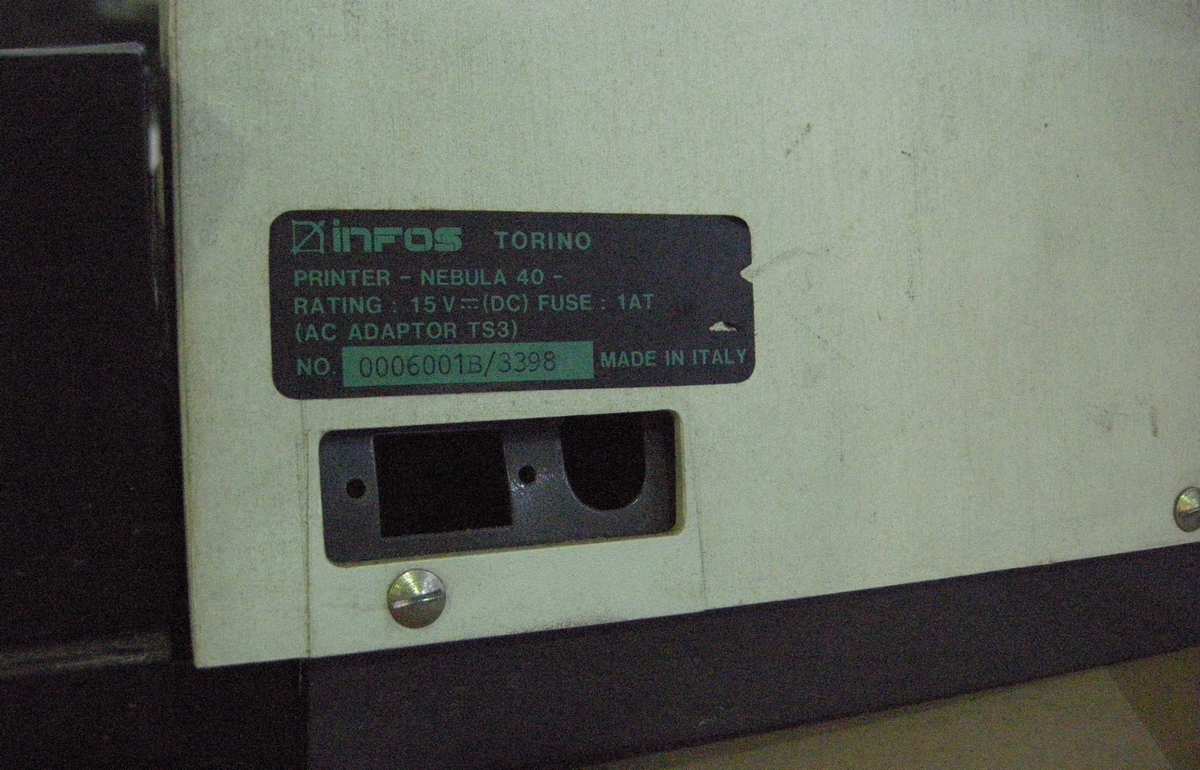 infos TORINO
PRINTER - NEBULA 40 -
RATING : 15 V ⎓ (DC) FUSE : 1AT
(AC ADAPTOR TS3)
NO. 0006001B/3398 MADE IN ITALY